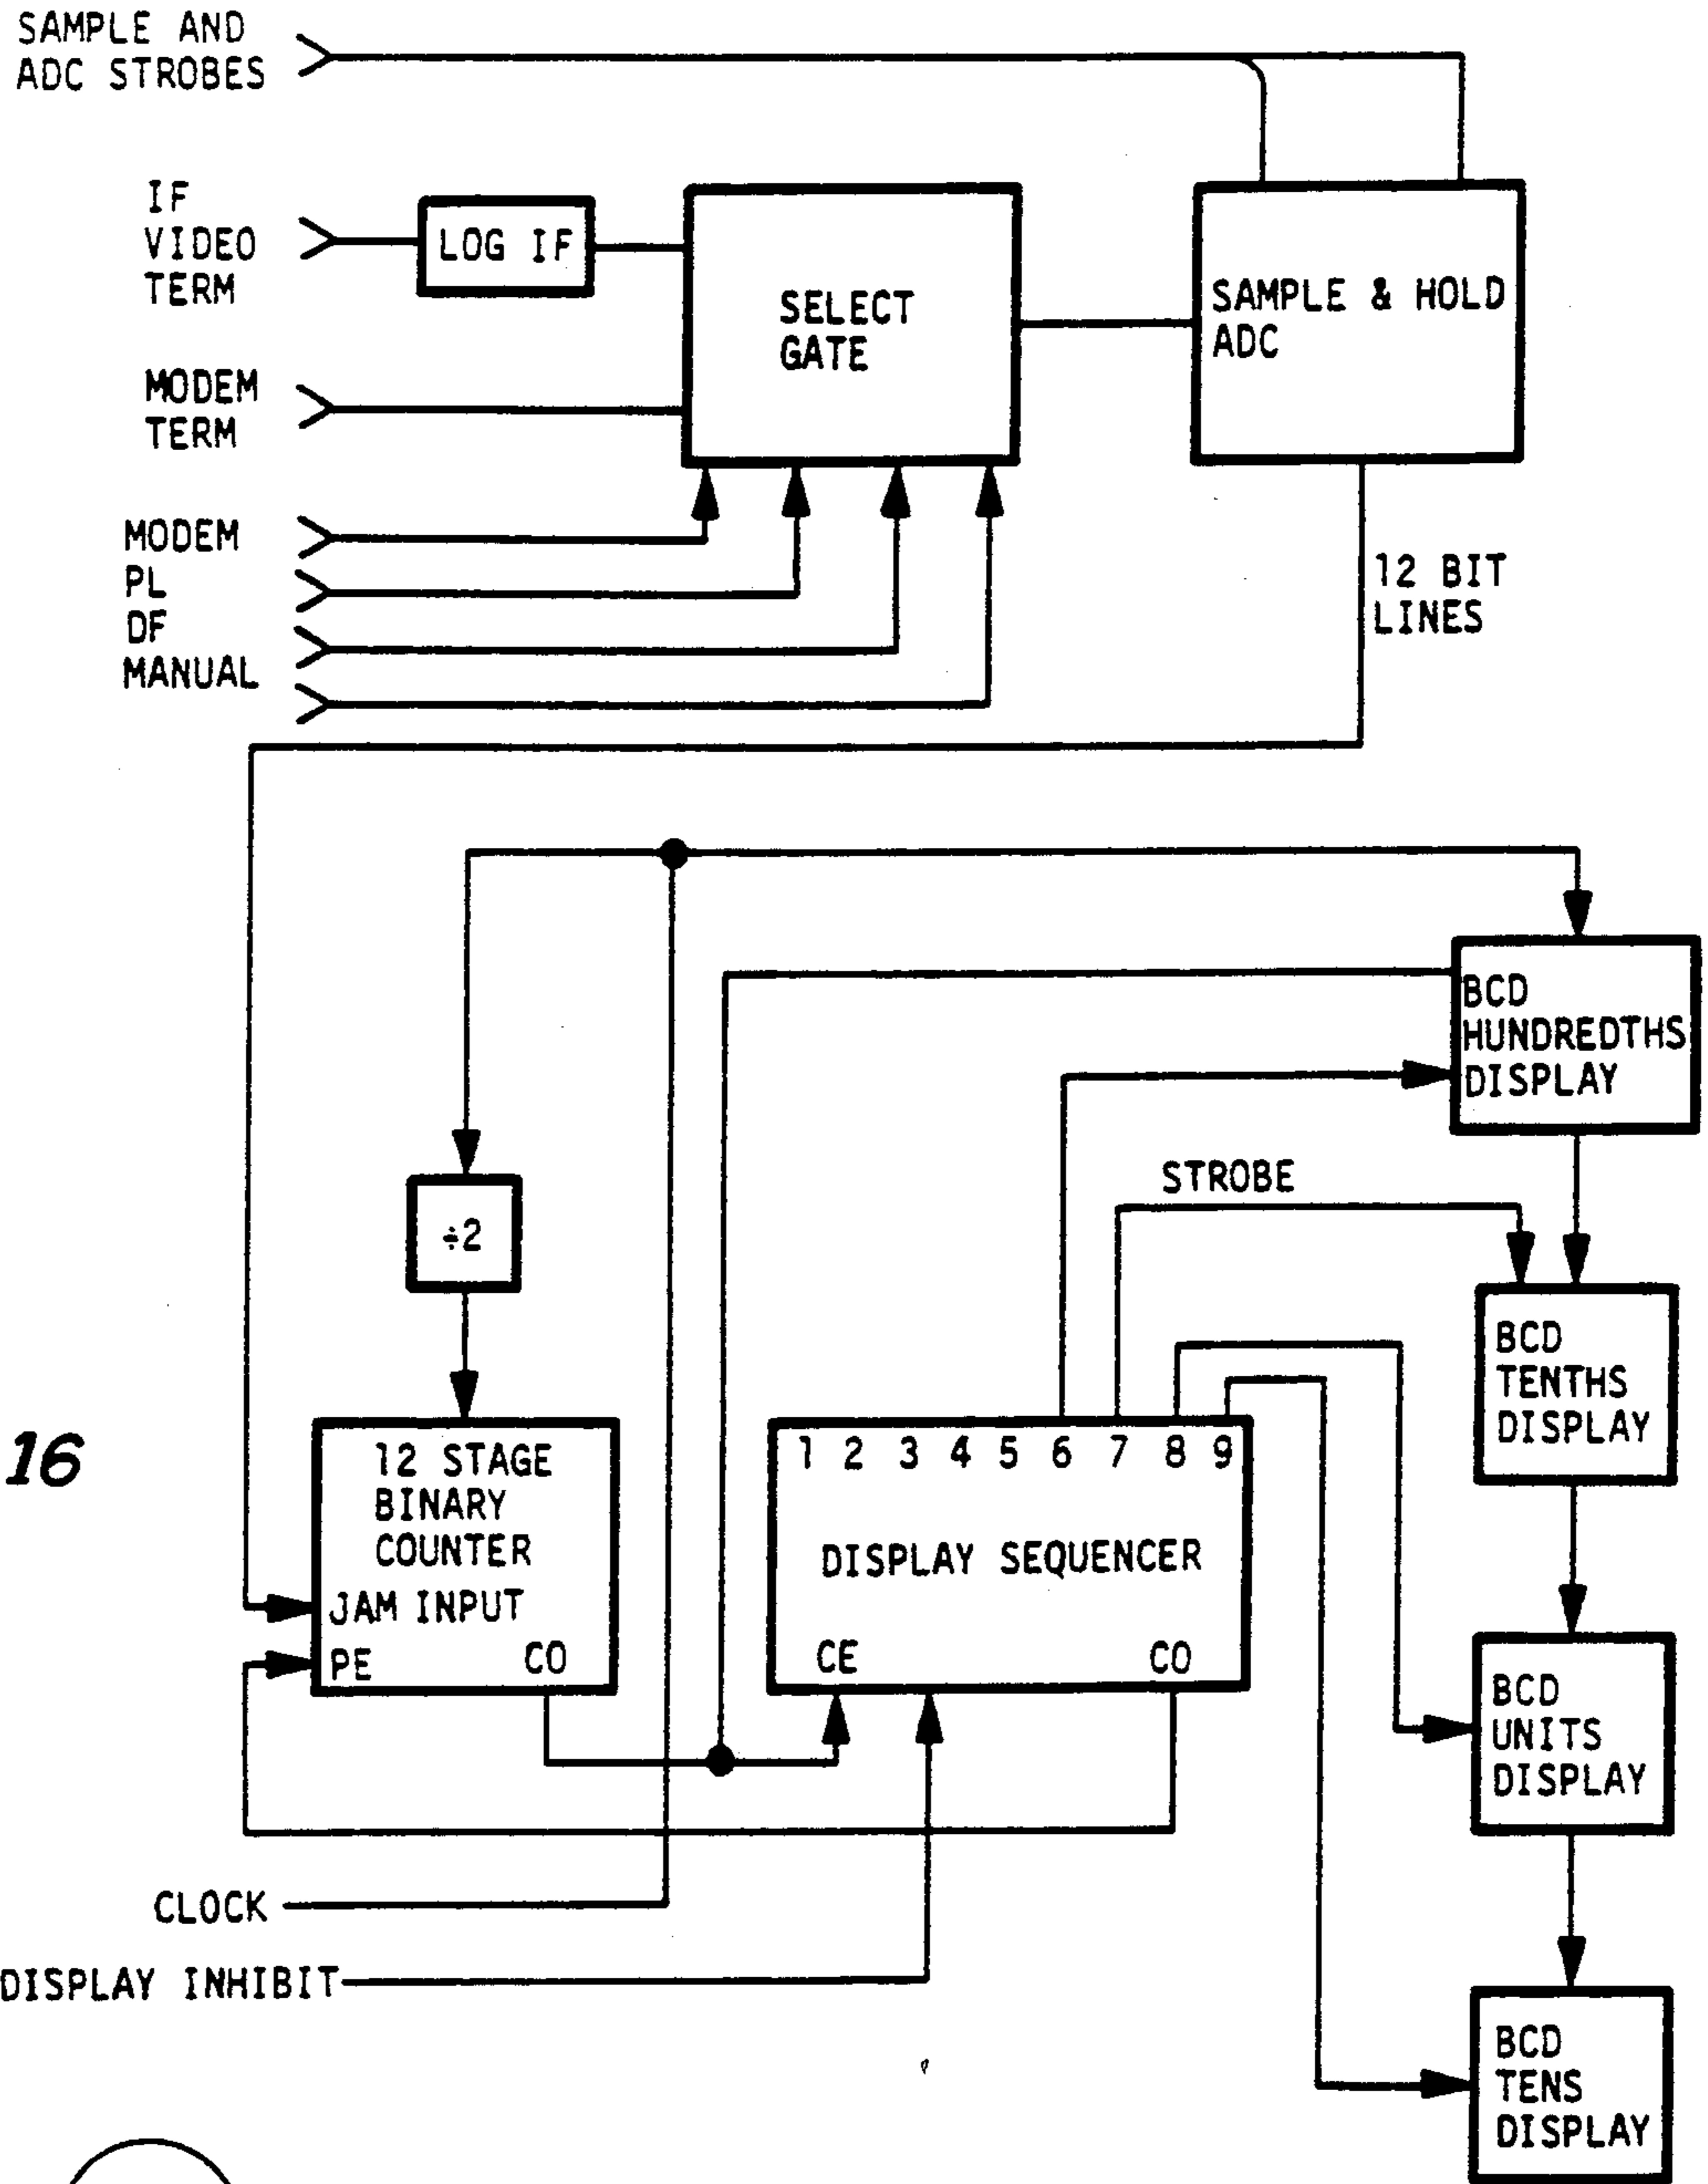 SAMPLE AND
ADC STROBES
IF
VIDEO
TERM
LOG IF
SELECT
GATE
SAMPLE & HOLD
ADC
MODEM
TERM
MODEM
PL
DF
MANUAL
12 BIT
LINES
BCD
HUNDREDTHS
DISPLAY
STROBE
÷2
BCD
TENTHS
DISPLAY
16
12 STAGE
BINARY
COUNTER
JAM INPUT
PE CO
1 2 3 4 5 6 7 8 9
DISPLAY SEQUENCER
CE CO
BCD
UNITS
DISPLAY
CLOCK
DISPLAY INHIBIT
BCD
TENS
DISPLAY